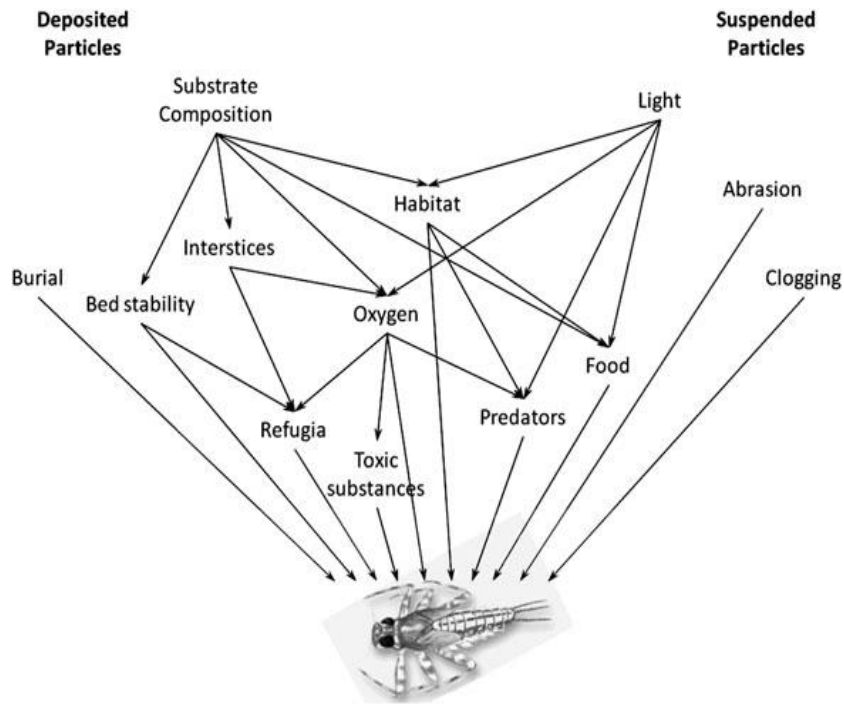 Deposited
Particles
Suspended
Particles
Substrate
Composition
Light
Habitat
Abrasion
Interstices
Burial
Clogging
Bed stability
Oxygen
Food
Refugia
Predators
Toxic
substances